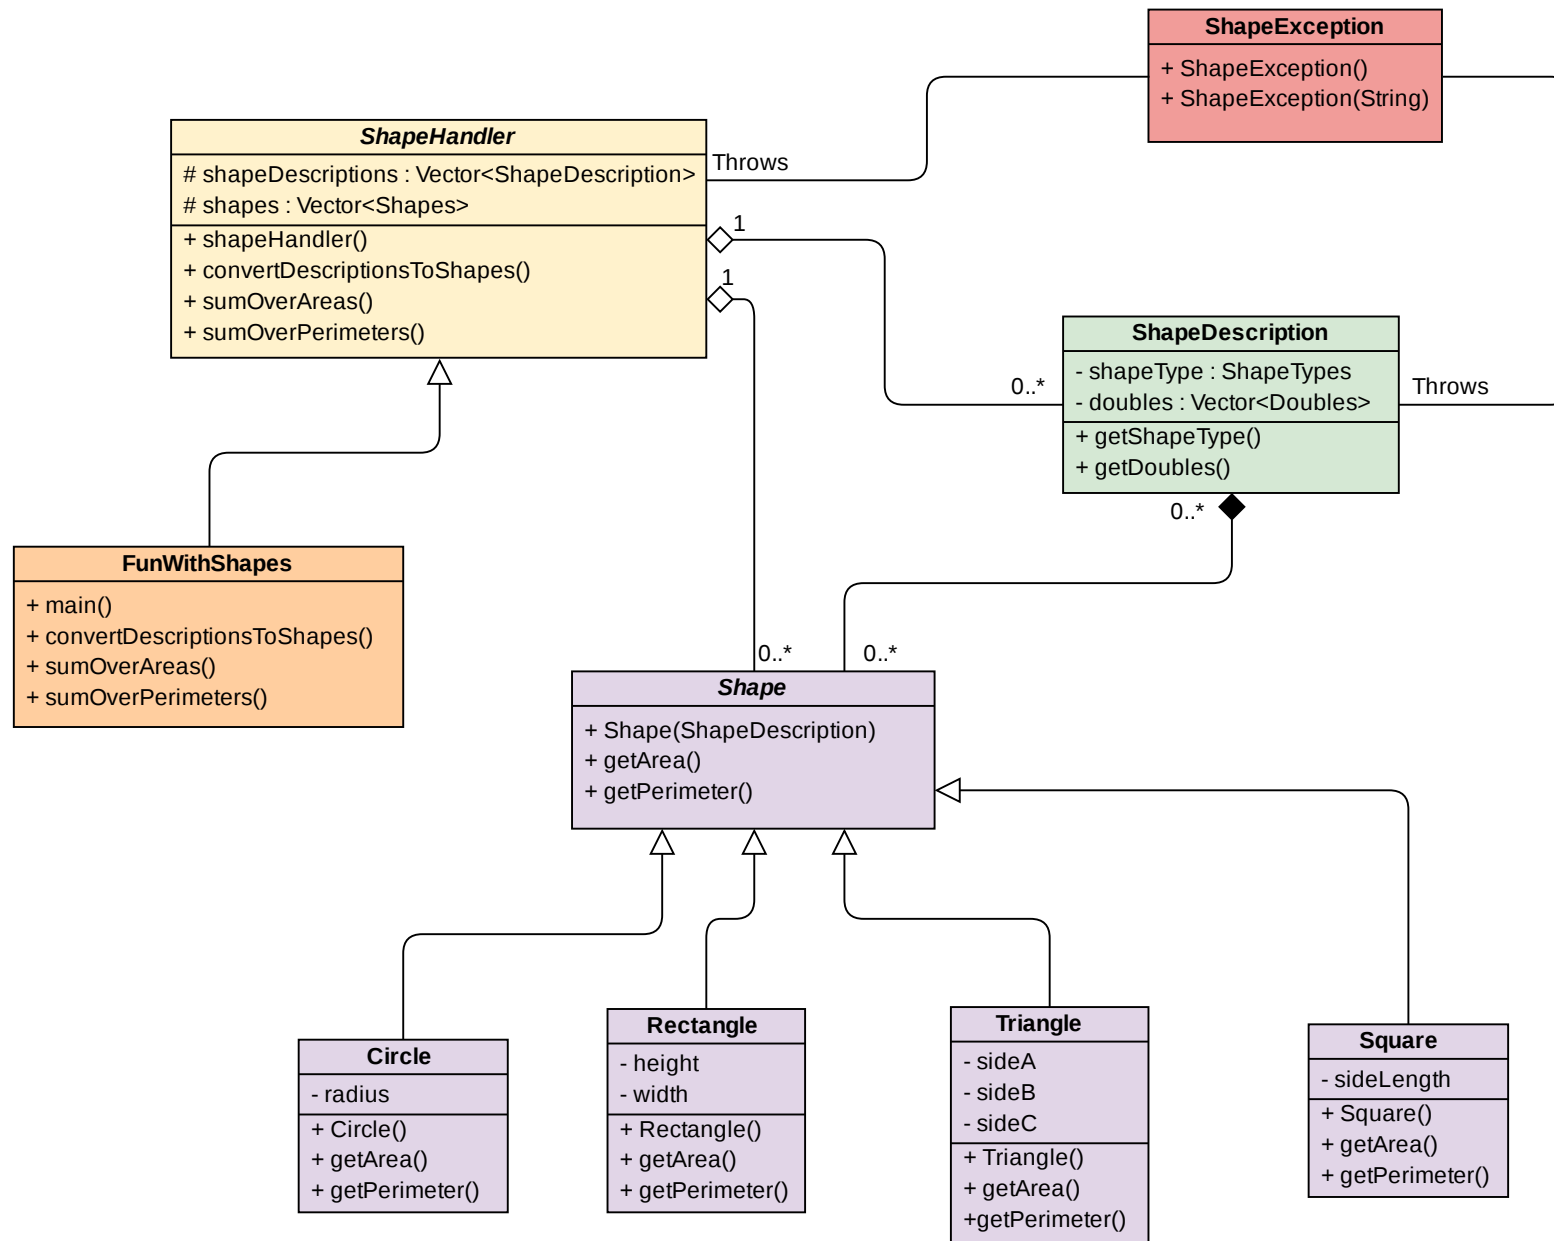 ShapeException
+ ShapeException()
+ ShapeException(String)
ShapeHandler
# shapeDescriptions : Vector<ShapeDescription>
# shapes : Vector<Shapes>
+ shapeHandler()
+ convertDescriptionsToShapes()
+ sumOverAreas()
+ sumOverPerimeters()
Throws
1
1
0..*
ShapeDescription
- shapeType : ShapeTypes
- doubles : Vector<Doubles>
+ getShapeType()
+ getDoubles()
Throws
0..*
FunWithShapes
+ main()
+ convertDescriptionsToShapes()
+ sumOverAreas()
+ sumOverPerimeters()
0..*
0..*
Shape
+ Shape(ShapeDescription)
+ getArea()
+ getPerimeter()
Circle
- radius
+ Circle()
+ getArea()
+ getPerimeter()
Rectangle
- height
- width
+ Rectangle()
+ getArea()
+ getPerimeter()
Triangle
- sideA
- sideB
- sideC
+ Triangle()
+ getArea()
+getPerimeter()
Square
- sideLength
+ Square()
+ getArea()
+ getPerimeter()